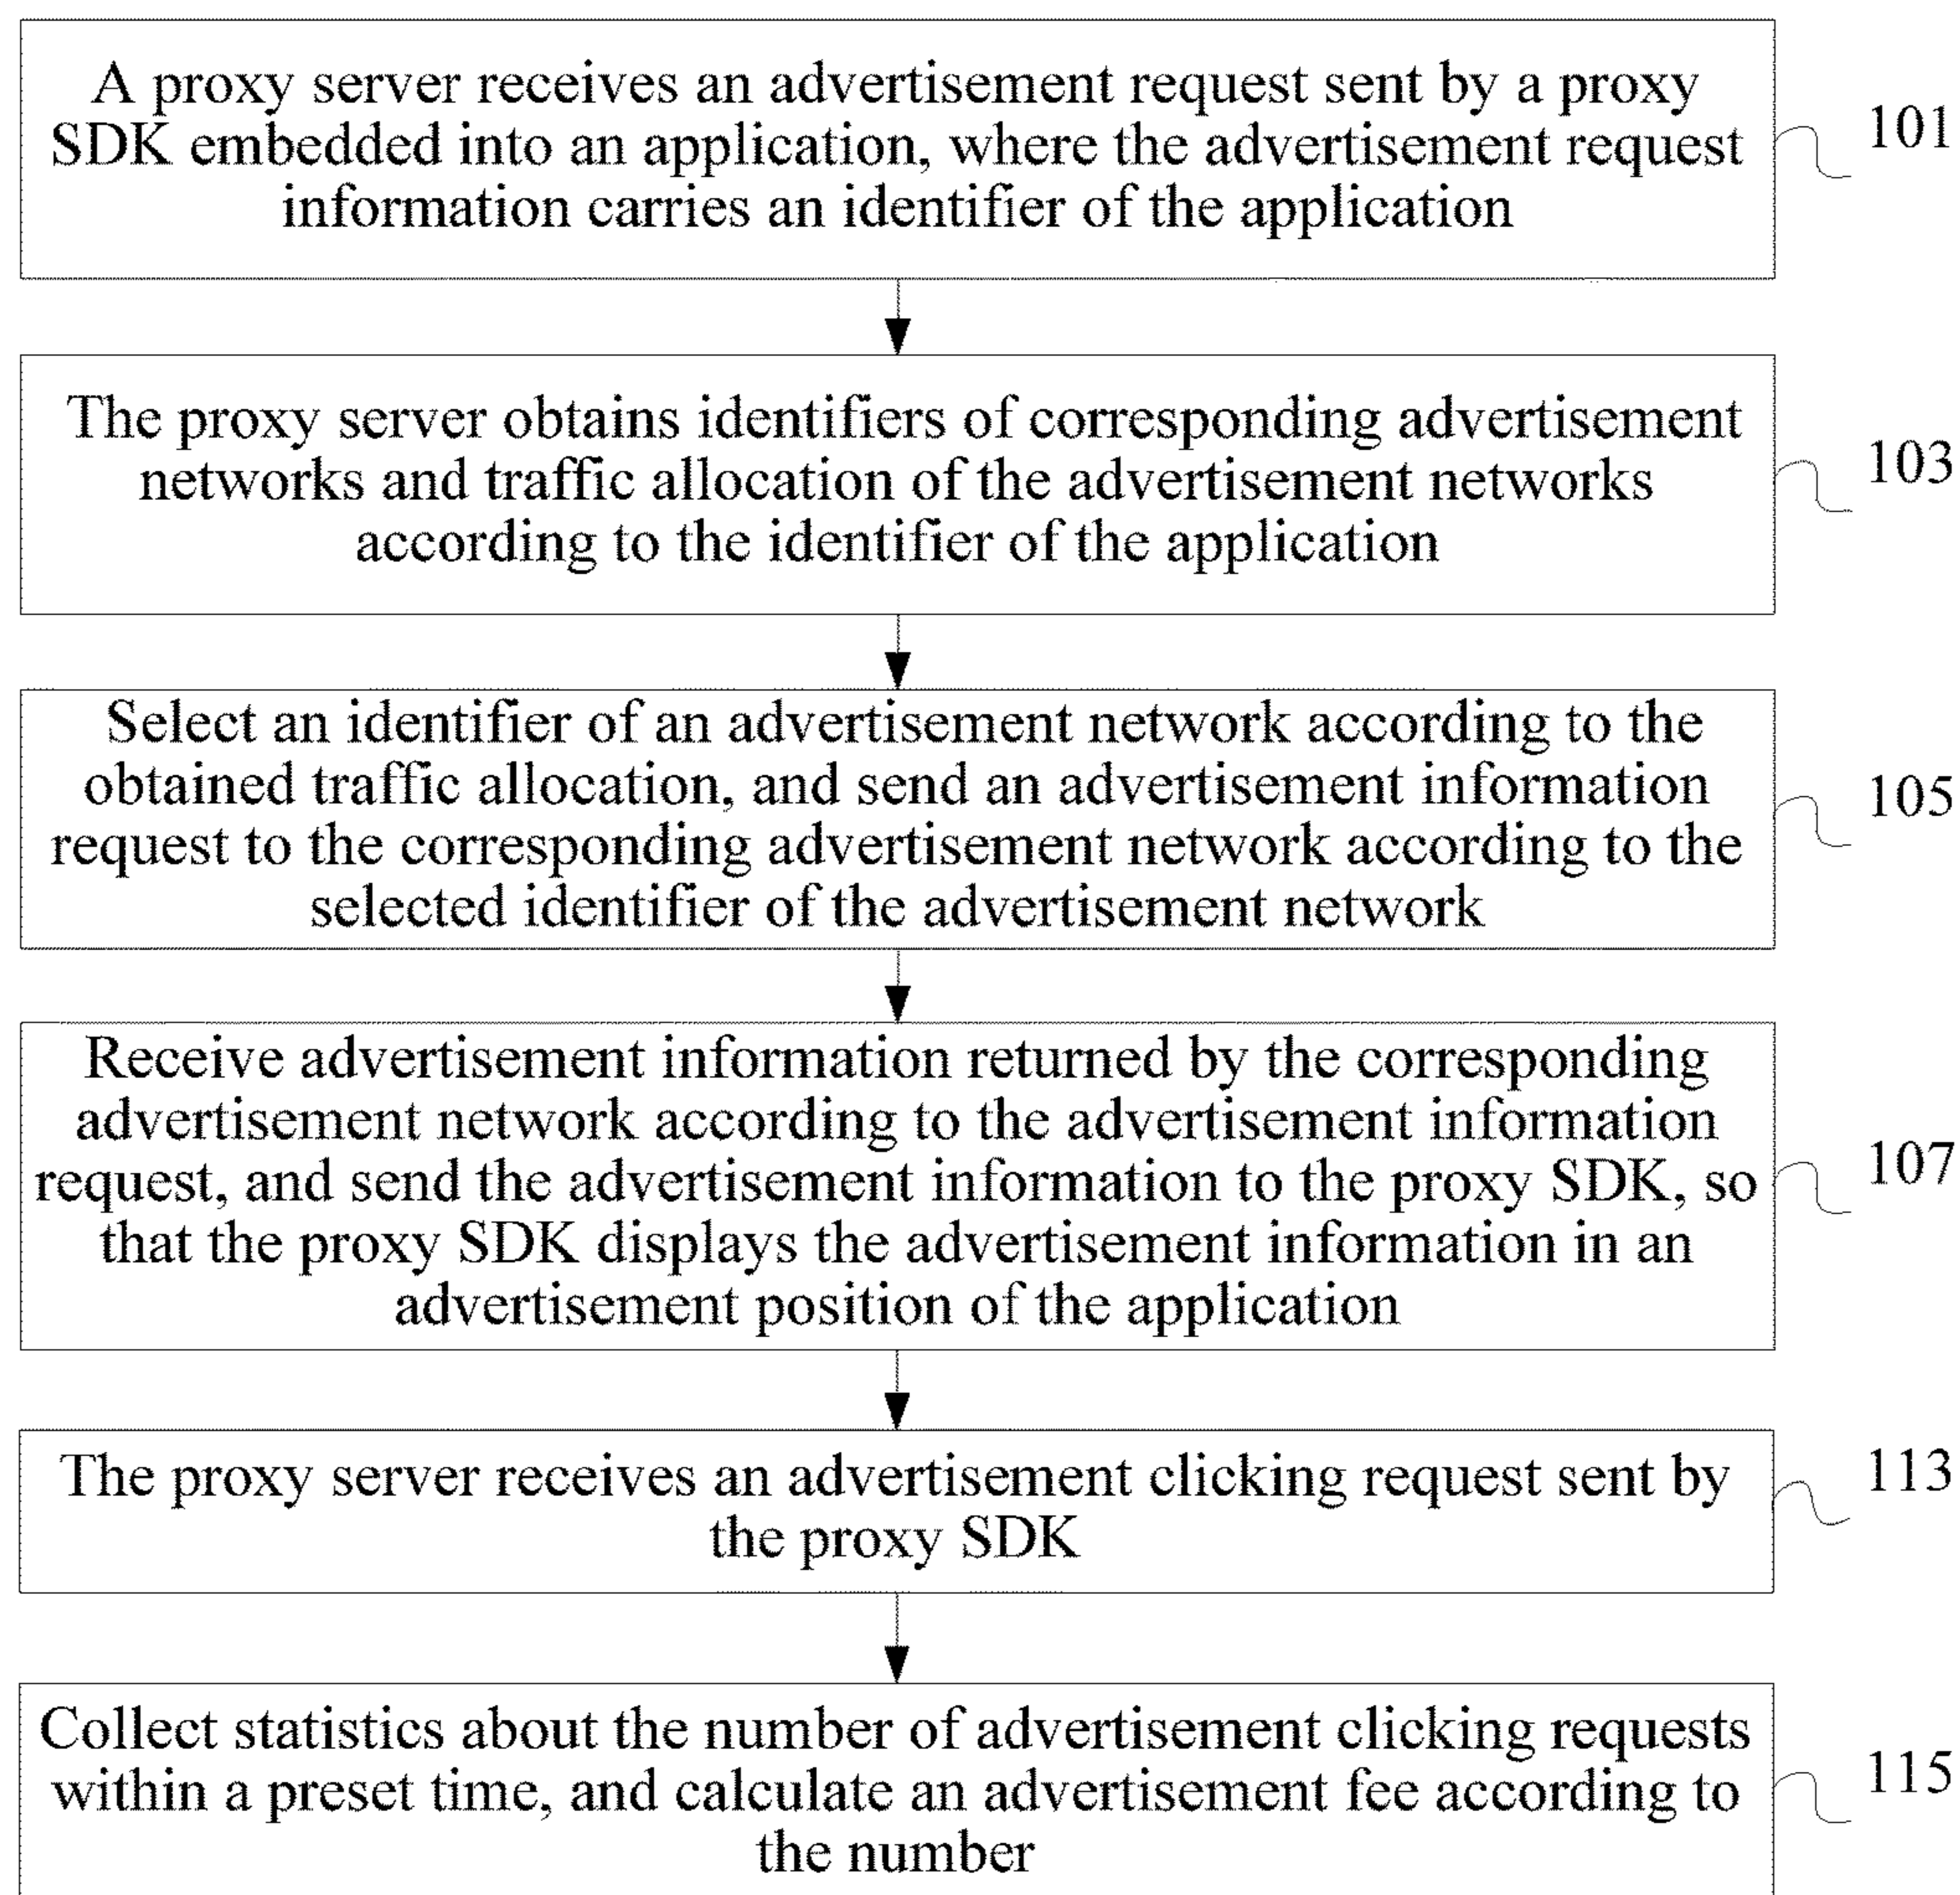 A proxy server receives an advertisement request sent by a proxy
SDK embedded into an application, where the advertisement request
information carries an identifier of the application
101
The proxy server obtains identifiers of corresponding advertisement
networks and traffic allocation of the advertisement networks
according to the identifier of the application
103
Select an identifier of an advertisement network according to the
obtained traffic allocation, and send an advertisement information
request to the corresponding advertisement network according to the
selected identifier of the advertisement network
105
Receive advertisement information returned by the corresponding
advertisement network according to the advertisement information
request, and send the advertisement information to the proxy SDK, so
that the proxy SDK displays the advertisement information in an
advertisement position of the application
107
The proxy server receives an advertisement clicking request sent by
the proxy SDK
113
Collect statistics about the number of advertisement clicking requests
within a preset time, and calculate an advertisement fee according to
the number
115